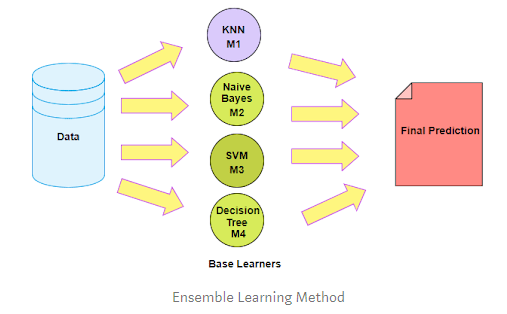 KNN
M1
Naive
Bayes
M2
Data
Final Prediction
SVM
M3
Decision
Tree
M4
Base Learners
Ensemble Learning Method